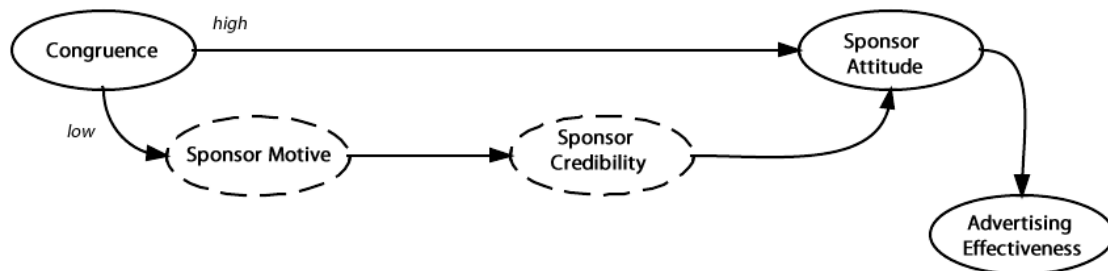 high
Congruence
Sponsor
Attitude
low
Sponsor Motive
Sponsor
Credibility
Advertising
Effectiveness